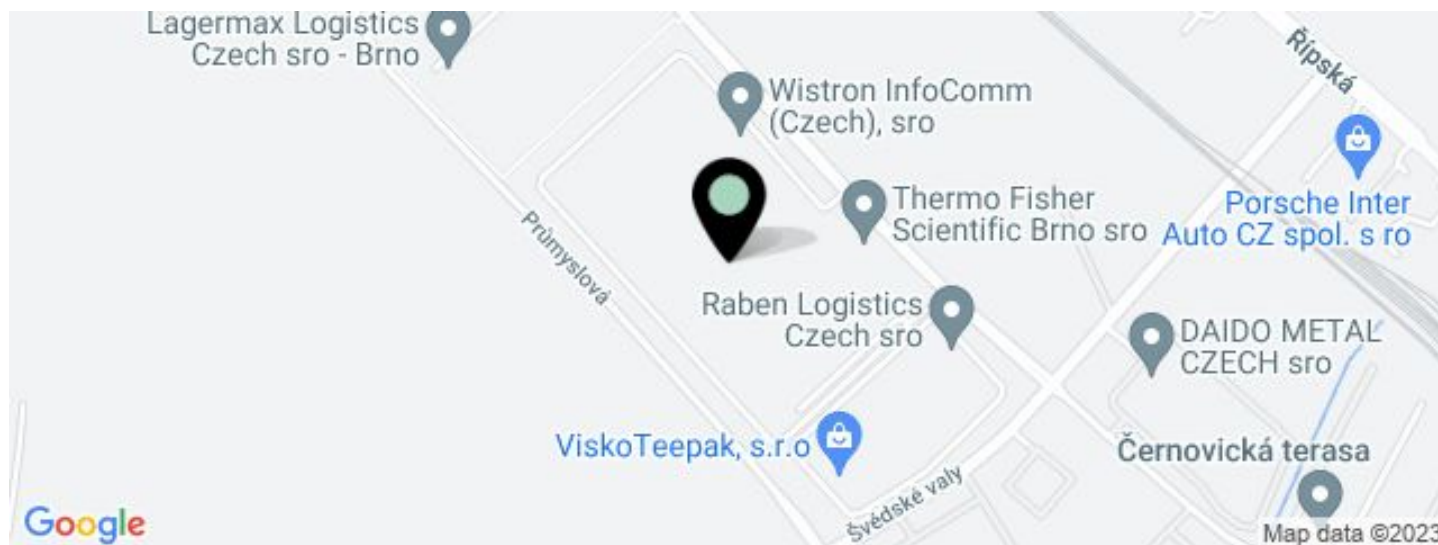 Lagermax Logistics
Czech sro - Brno
Řípská
Wistron InfoComm
(Czech), sro
Thermo Fisher
Scientific Brno sro
Porsche Inter
Auto CZ spol. s ro
Průmyslová
Raben Logistics
Czech sro
DAIDO METAL
CZECH sro
ViskoTeepak, s.r.o
Černovická terasa
Švédské valy
Google
Map data ©2023